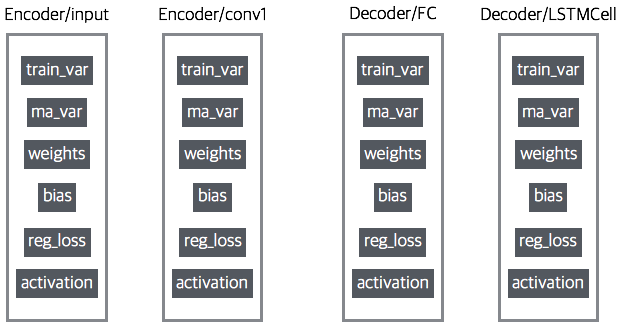 Encoder/input
train_var
ma_var
weights
bias
reg_loss
activation
Encoder/conv1
train_var
ma_var
weights
bias
reg_loss
activation
Decoder/FC
train_var
ma_var
weights
bias
reg_loss
activation
Decoder/LSTMCell
train_var
ma_var
weights
bias
reg_loss
activation